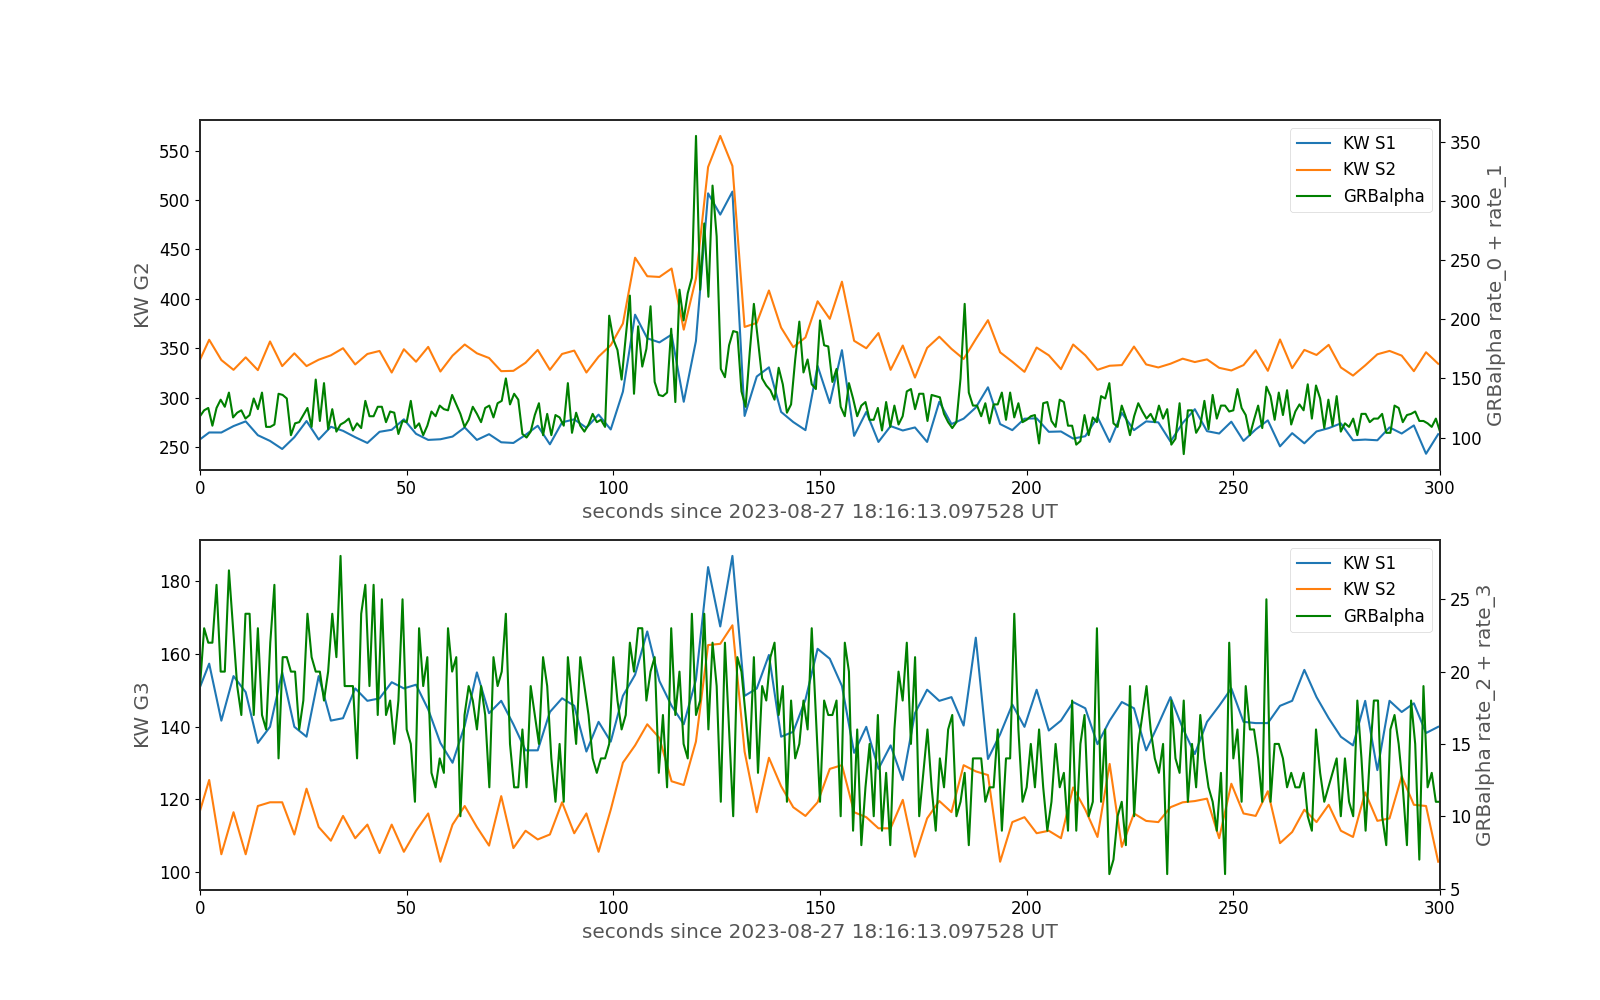 KW G2
550
500
450
400
350
300
250
KW S1
KW S2
GRBalpha
350
300
250
200
150
100
GRBalpha rate_0 + rate_1
0 50 100 150 200 250 300
seconds since 2023-08-27 18:16:13.097528 UT
KW G3
180
160
140
120
100
KW S1
KW S2
GRBalpha
25
20
15
10
5
GRBalpha rate_2 + rate_3
0 50 100 150 200 250 300
seconds since 2023-08-27 18:16:13.097528 UT